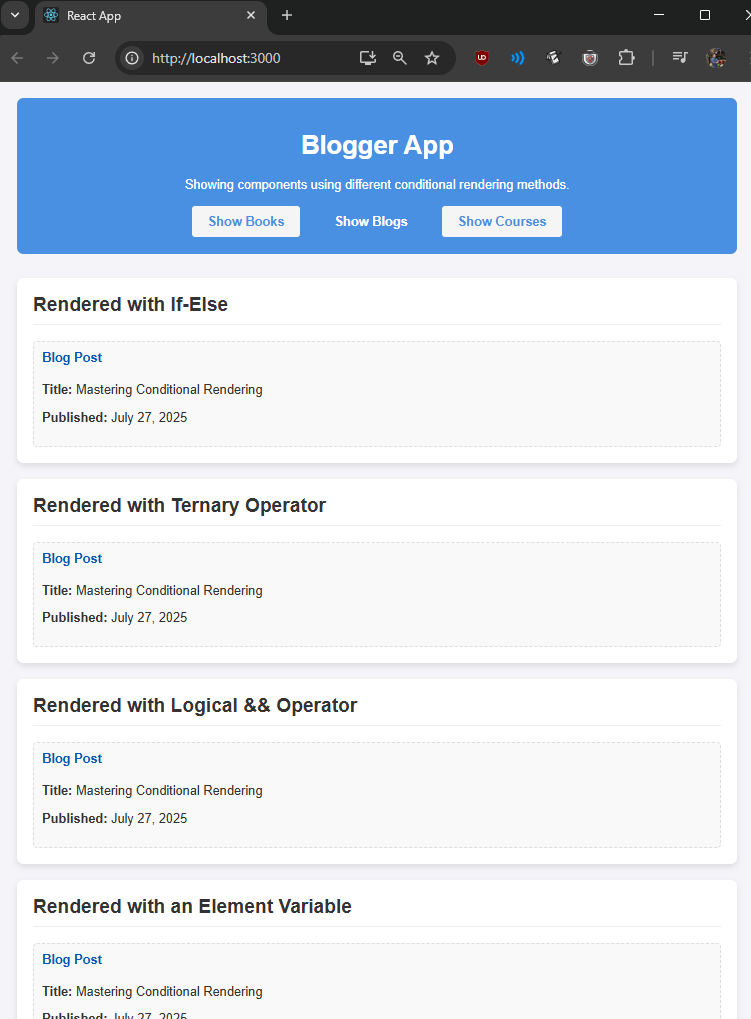 React App
http://localhost:3000
UD
Blogger App
Showing components using different conditional rendering methods.
Show Books Show Blogs Show Courses
Rendered with If-Else
Blog Post
Title: Mastering Conditional Rendering
Published: July 27, 2025
Rendered with Ternary Operator
Blog Post
Title: Mastering Conditional Rendering
Published: July 27, 2025
Rendered with Logical && Operator
Blog Post
Title: Mastering Conditional Rendering
Published: July 27, 2025
Rendered with an Element Variable
Blog Post
Title: Mastering Conditional Rendering
Published: July 27, 2025